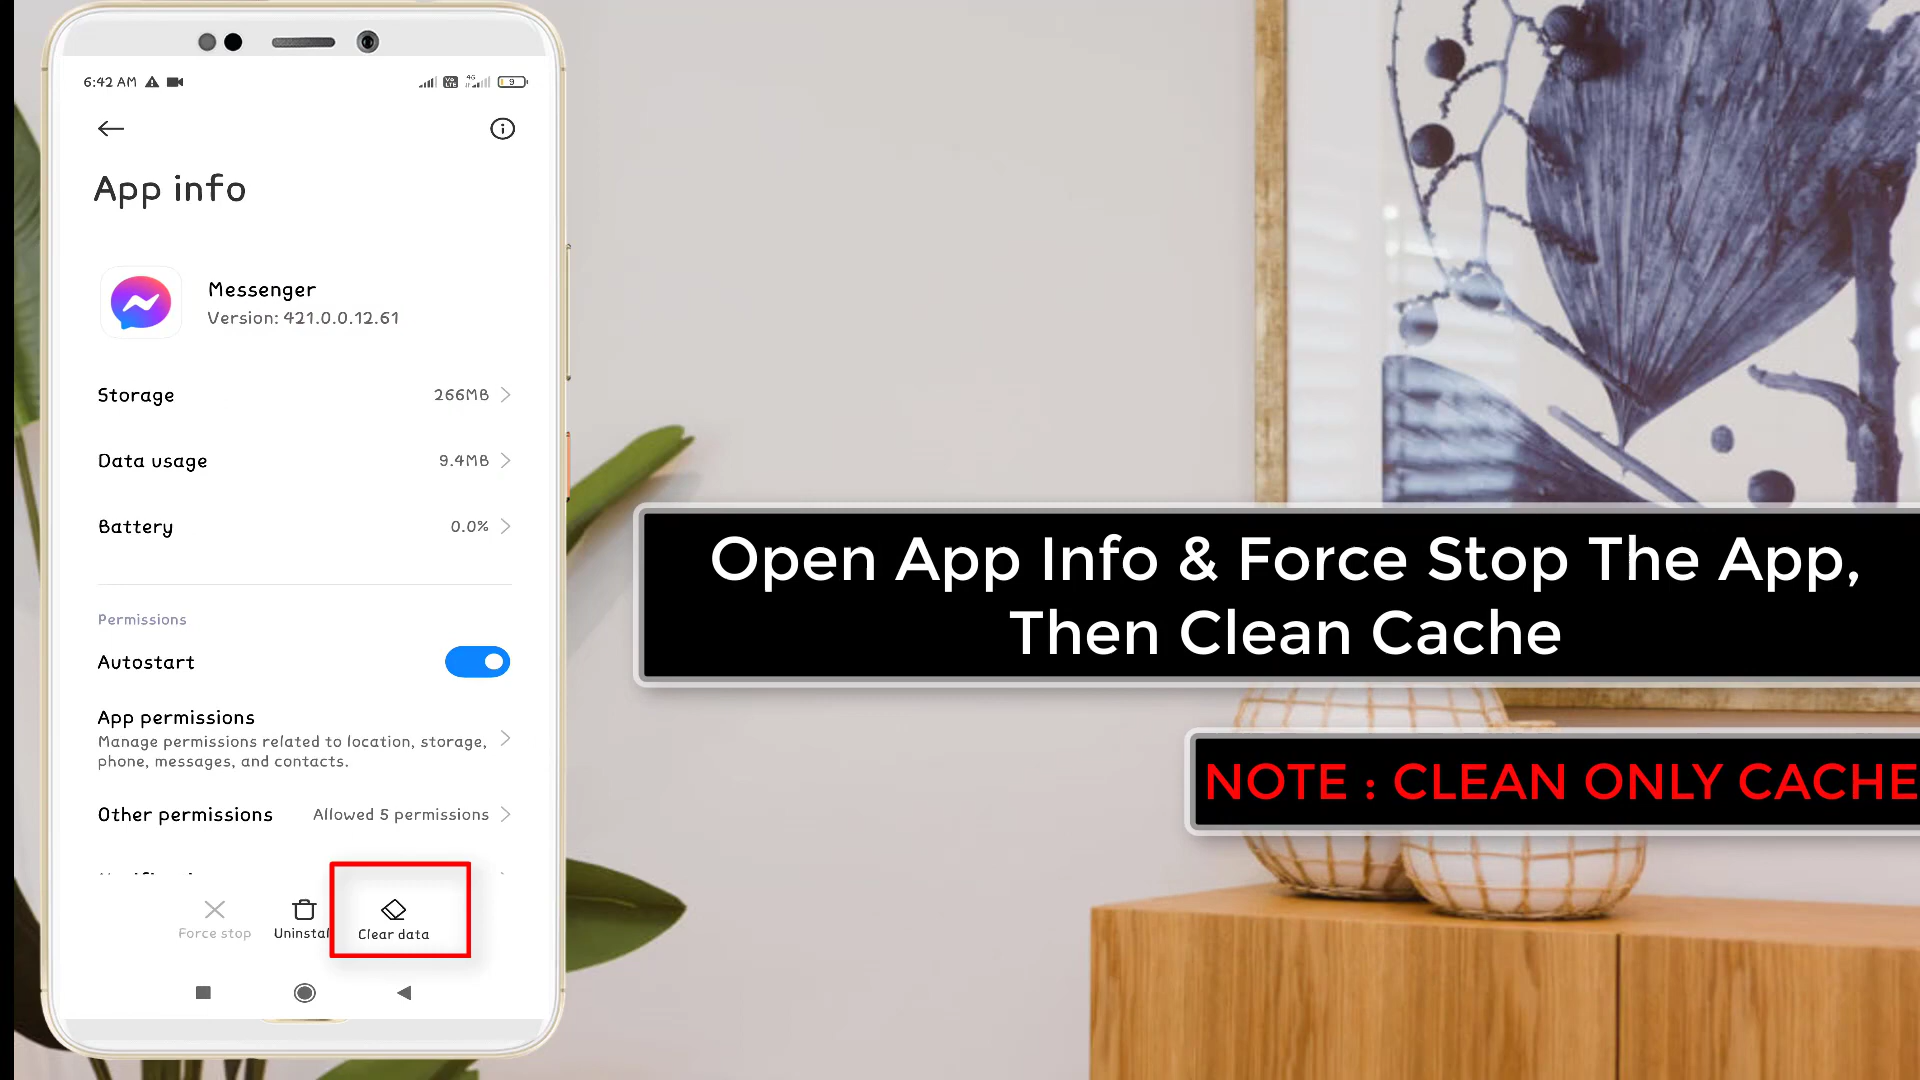 6:42 AM
4G
9
App info
Messenger
Version: 421.0.0.12.61
Storage 266MB
Data usage 9.4MB
Battery 0.0%
Permissions
Autostart
App permissions
Manage permissions related to location, storage,
phone, messages, and contacts.
Other permissions Allowed 5 permissions
Force stop Uninstall Clear data
Open App Info & Force Stop The App,
Then Clean Cache
NOTE : CLEAN ONLY CACHE